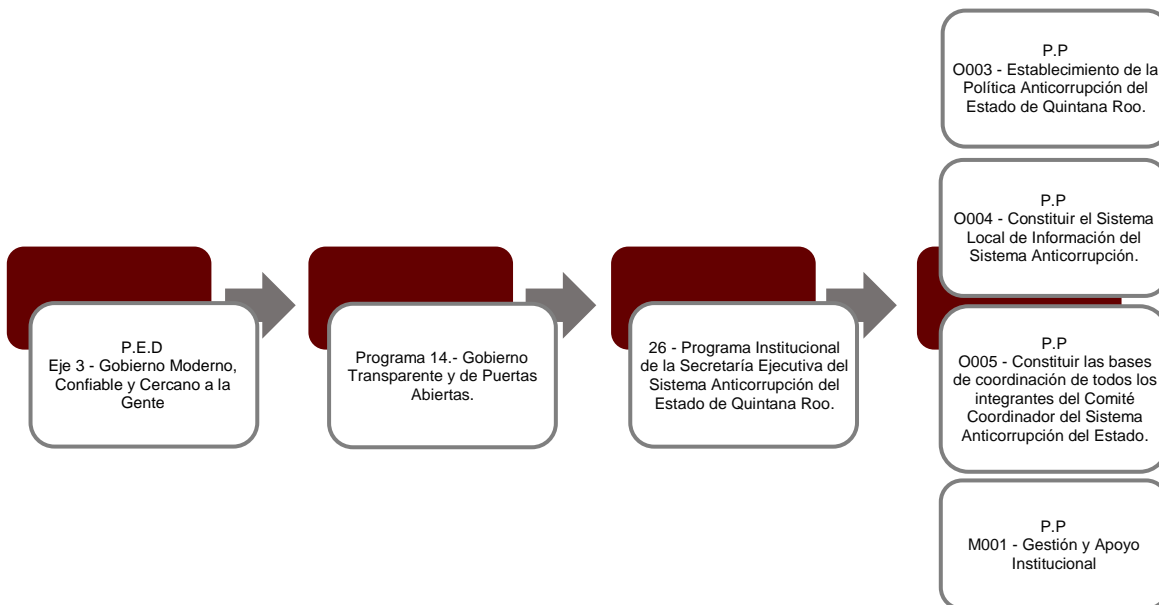 P.E.D
Eje 3 - Gobierno Moderno,
Confiable y Cercano a la
Gente
Programa 14.- Gobierno
Transparente y de Puertas
Abiertas.
26 - Programa Institucional
de la Secretaría Ejecutiva del
Sistema Anticorrupción del
Estado de Quintana Roo.
P.P
O003 - Establecimiento de la
Política Anticorrupción del
Estado de Quintana Roo.
P.P
O004 - Constituir el Sistema
Local de Información del
Sistema Anticorrupción.
P.P
O005 - Constituir las bases
de coordinación de todos los
integrantes del Comité
Coordinador del Sistema
Anticorrupción del Estado.
P.P
M001 - Gestión y Apoyo
Institucional